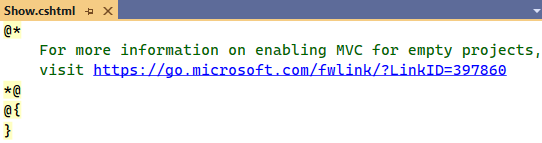 Show.cshtml
@*
For more information on enabling MVC for empty projects,
visit https://go.microsoft.com/fwlink/?LinkID=397860
*@
@{
}